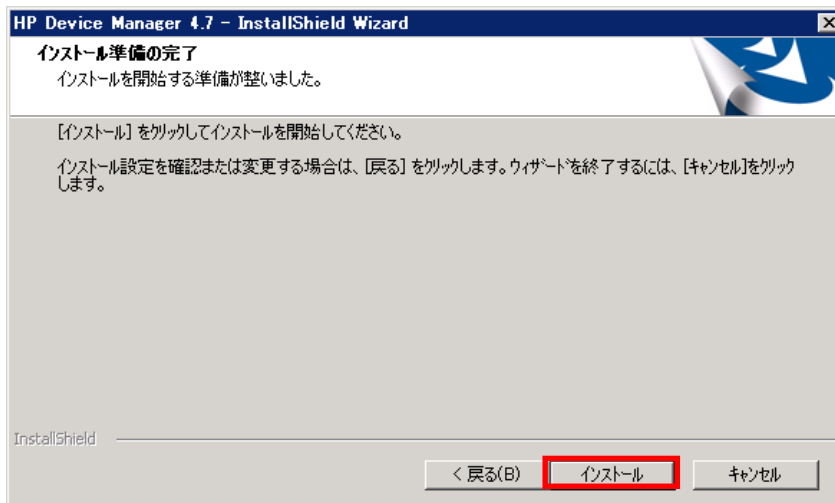 HP Device Manager 4.7 - InstallShield Wizard
インストール準備の完了
インストールを開始する準備が整いました。
[インストール] をクリックしてインストールを開始してください。
インストール設定を確認または変更する場合は、[戻る] をクリックします。ウィザードを終了するには、[キャンセル]をクリック
します。
InstallShield
< 戻る(B) インストール キャンセル